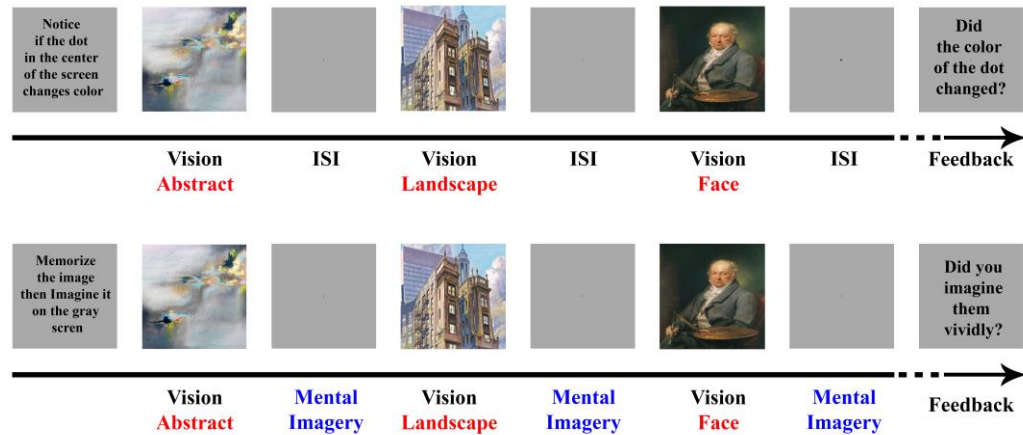 Notice
if the dot
in the center
of the screen
changes color
Did
the color
of the dot
changed?
Vision
Abstract
ISI
Vision
Landscape
ISI
Vision
Face
ISI
Feedback
Memorize
the image
then Imagine it
on the gray
scren
Did you
imagine
them
vividly?
Vision
Abstract
Mental
Imagery
Vision
Landscape
Mental
Imagery
Vision
Face
Mental
Imagery
Feedback